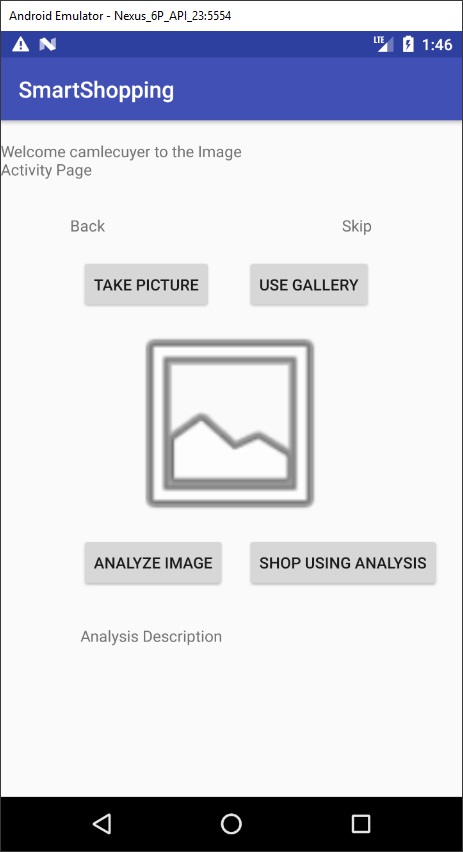 Android Emulator - Nexus_6P_API_23:5554
LTE 1:46
SmartShopping
Welcome camlecuyer to the Image
Activity Page
Back Skip
TAKE PICTURE USE GALLERY
ANALYZE IMAGE SHOP USING ANALYSIS
Analysis Description